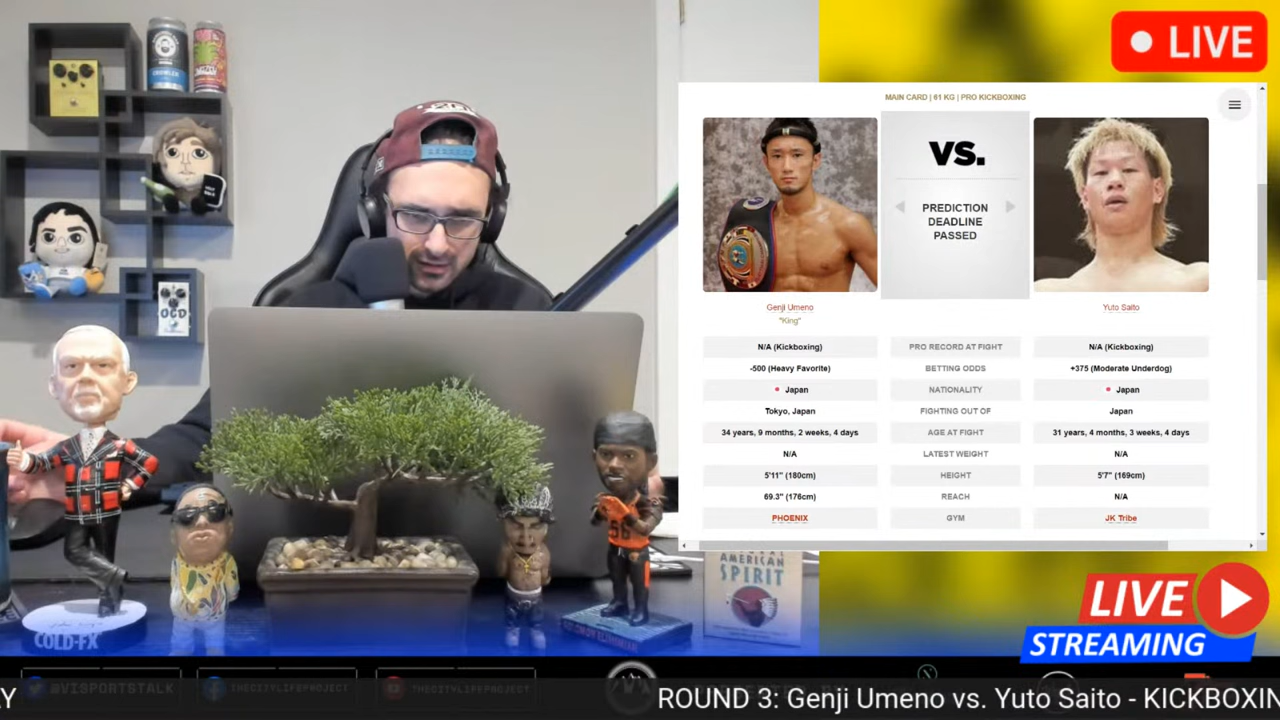 LIVE
CRAWLER
OCD
MAIN CARD | 61 KG | PRO KICKBOXING
VS.
PREDICTION
DEADLINE
PASSED
Genji Umeno
"King"
Yuto Saito
N/A (Kickboxing) PRO RECORD AT FIGHT N/A (Kickboxing)
-500 (Heavy Favorite) BETTING ODDS +375 (Moderate Underdog)
Japan NATIONALITY Japan
Tokyo, Japan FIGHTING OUT OF Japan
34 years, 9 months, 2 weeks, 4 days AGE AT FIGHT 31 years, 4 months, 3 weeks, 4 days
N/A LATEST WEIGHT N/A
5'11" (180cm) HEIGHT 5'7" (169cm)
69.3" (176cm) REACH N/A
PHOENIX GYM JK Tribe
AMERICAN
SPIRIT
COLD-FX
LIVE
STREAMING
@VISPORTSTALK THECITYLIFEPROJECT THECITYLIFEPROJECT
Y ROUND 3: Genji Umeno vs. Yuto Saito - KICKBOXIN